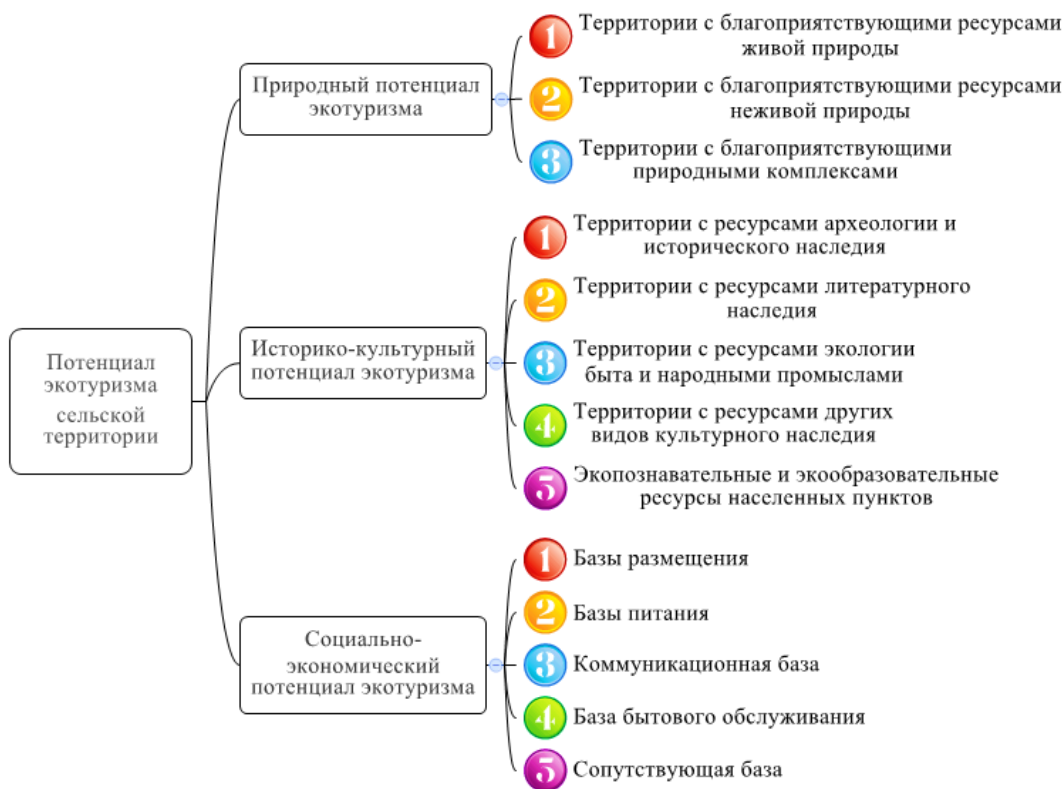 Потенциал
экотуризма
сельской
территории
Природный потенциал
экотуризма
1
Территории с благоприятствующими ресурсами
живой природы
2
Территории с благоприятствующими ресурсами
неживой природы
3
Территории с благоприятствующими
природными комплексами
Историко-культурный
потенциал экотуризма
1
Территории с ресурсами археологии и
исторического наследия
2
Территории с ресурсами литературного
наследия
3
Территории с ресурсами экологии
быта и народными промыслами
4
Территории с ресурсами других
видов культурного наследия
5
Экопознавательные и экообразовательные
ресурсы населенных пунктов
Социально-
экономический
потенциал экотуризма
1 Базы размещения
2 Базы питания
3 Коммуникационная база
4 База бытового обслуживания
5 Сопутствующая база